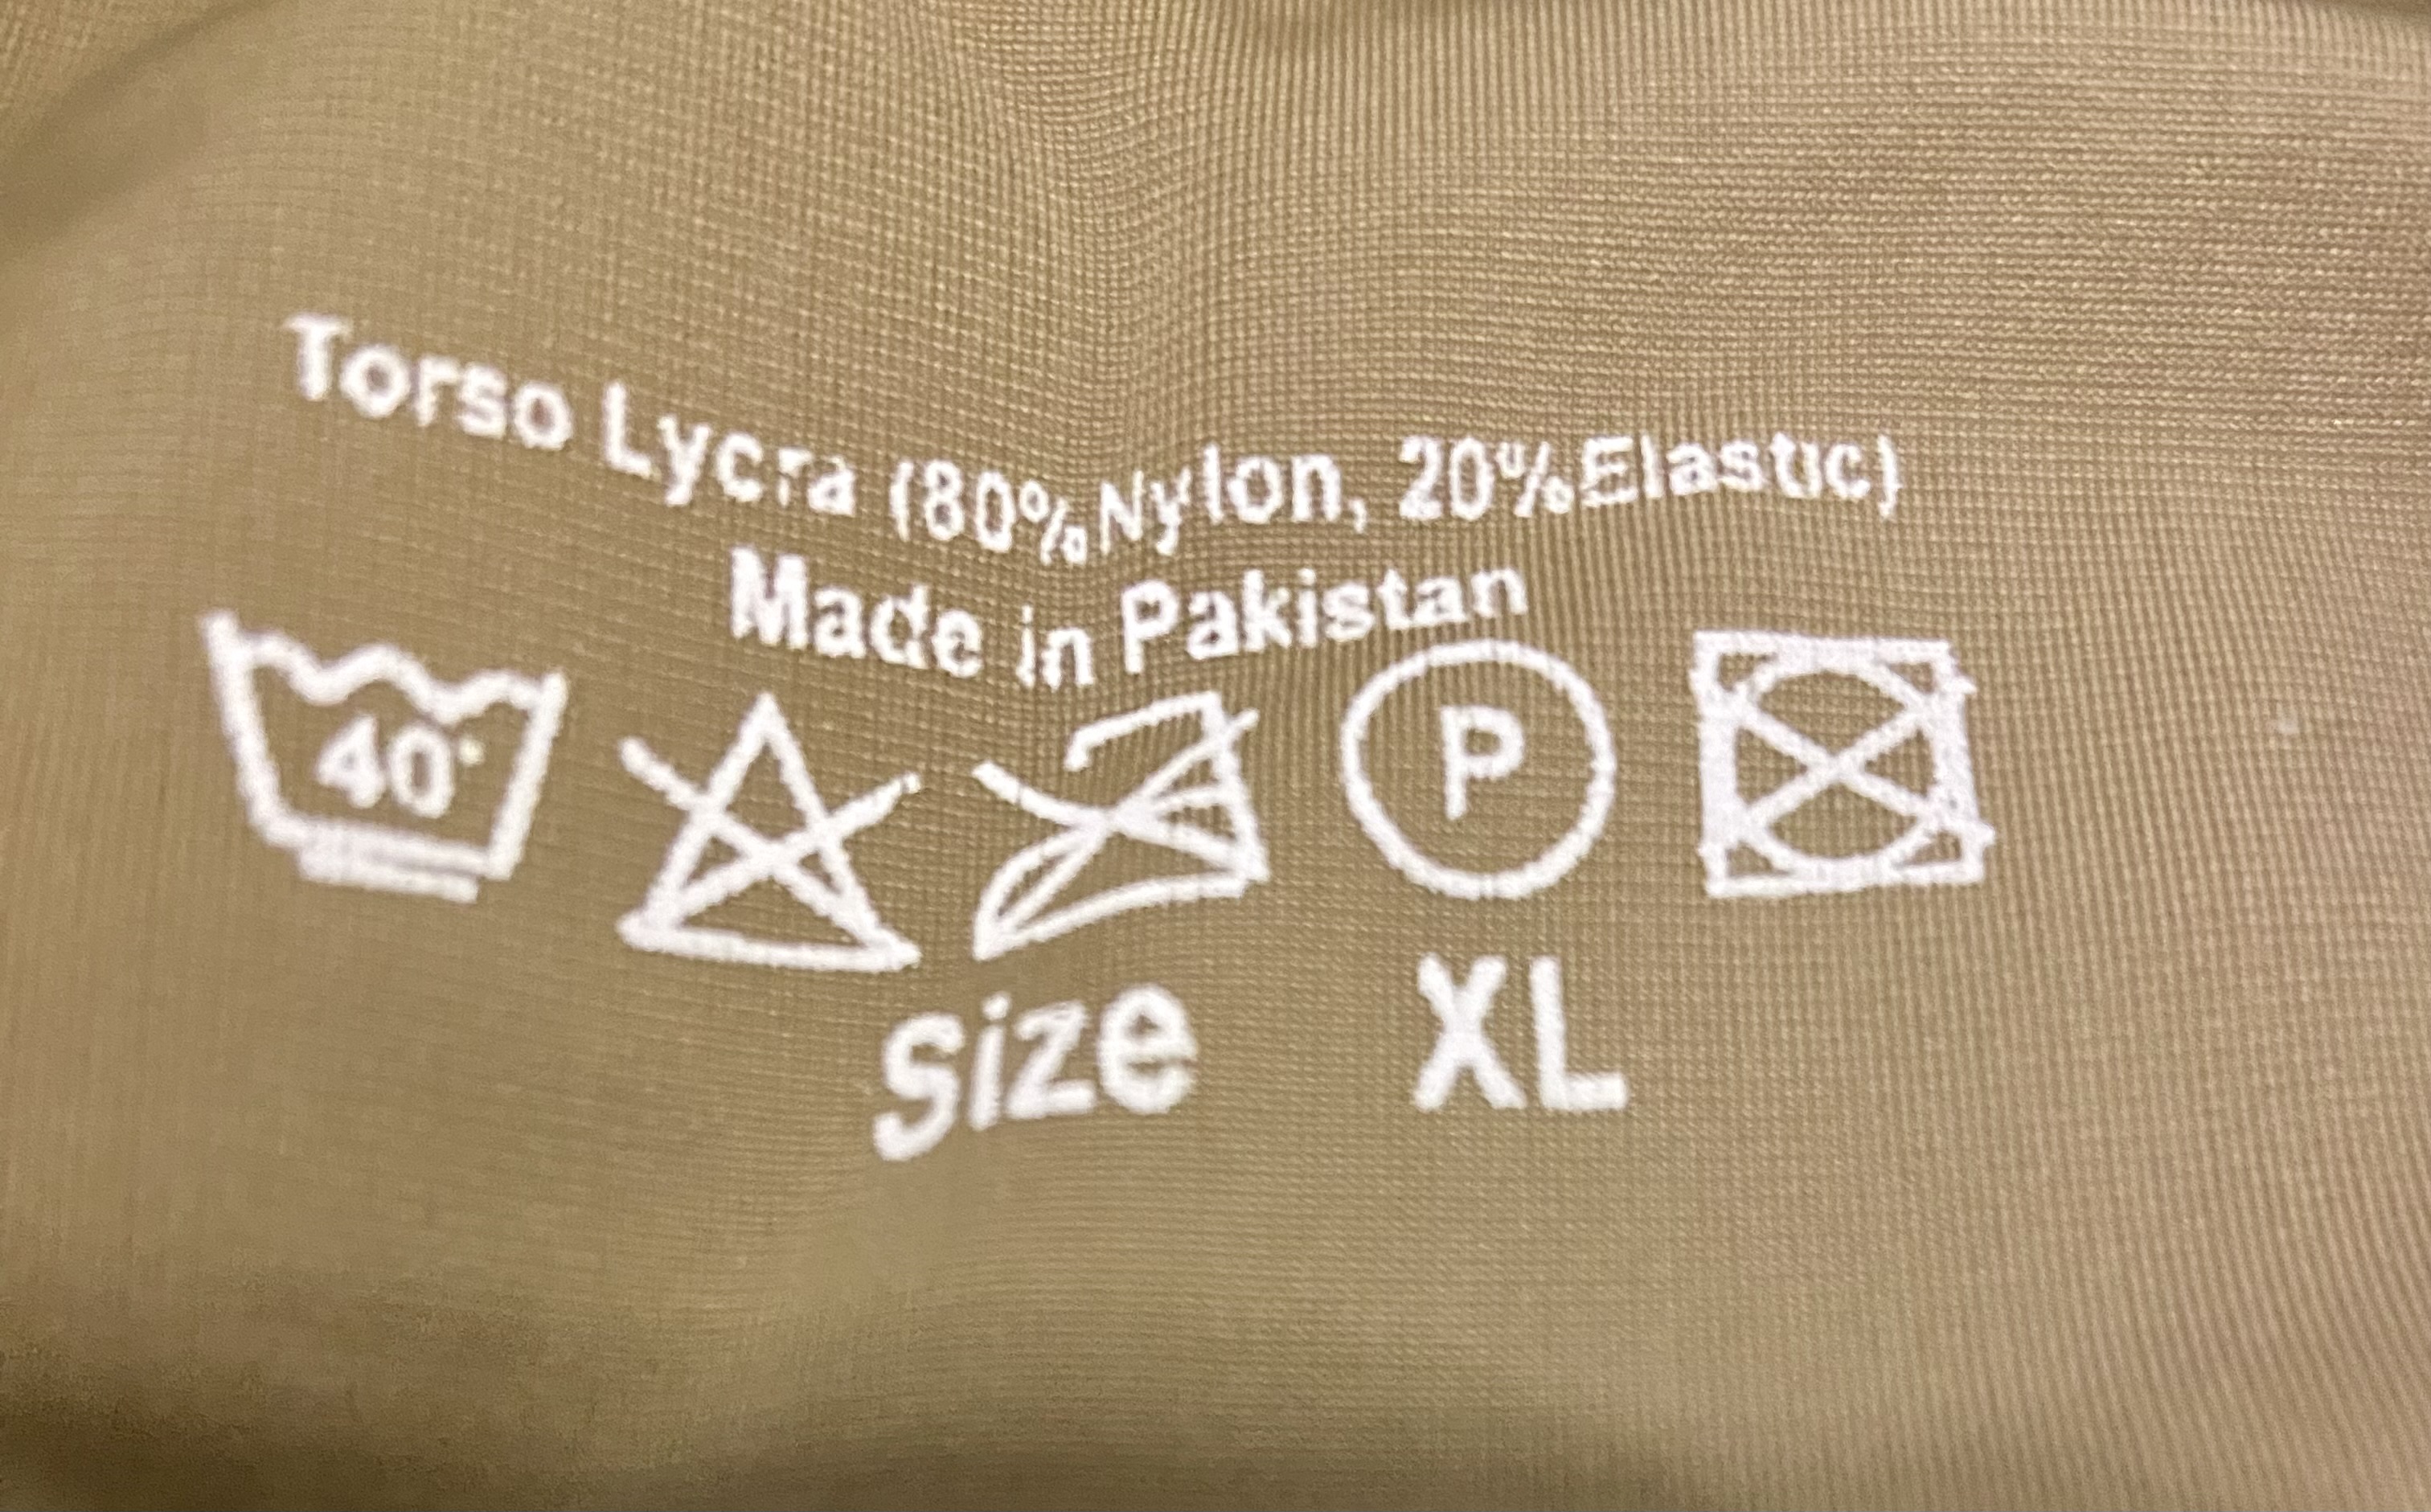 Torso Lycra (80%Nylon, 20%Elastic)
Made in Pakistan
40°
P
Size XL